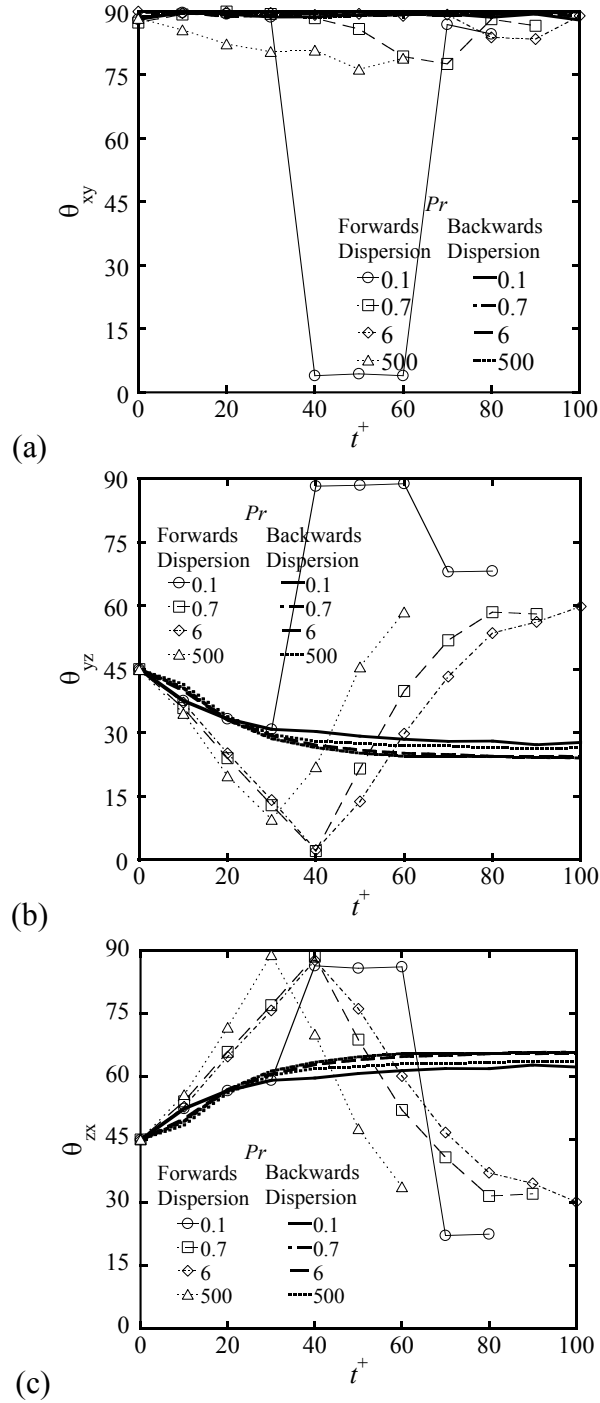 90
75
60
45
30
15
0
θxy
Pr
Forwards Dispersion
Backwards Dispersion
0.1 0.1
0.7 0.7
6 6
500 500
0 20 40 60 80 100
t+
(a)
90
75
60
45
30
15
0
θyz
Pr
Forwards Dispersion
Backwards Dispersion
0.1 0.1
0.7 0.7
6 6
500 500
0 20 40 60 80 100
t+
(b)
90
75
60
45
30
15
0
θzx
Pr
Forwards Dispersion
Backwards Dispersion
0.1 0.1
0.7 0.7
6 6
500 500
0 20 40 60 80 100
t+
(c)